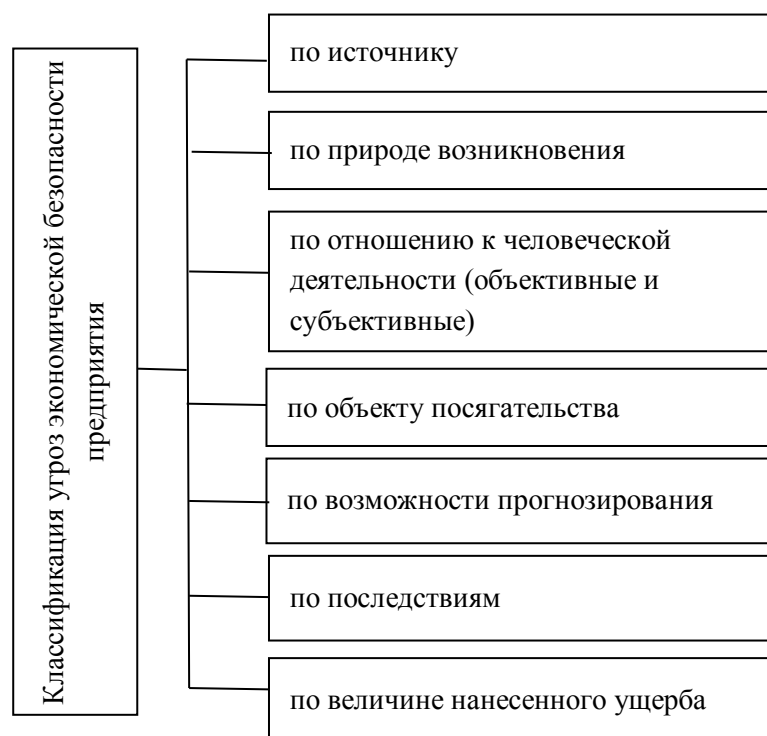 Классификация угроз экономической безопасности
предприятия
по источнику
по природе возникновения
по отношению к человеческой
деятельности (объективные и
субъективные)
по объекту посягательства
по возможности прогнозирования
по последствиям
по величине нанесенного ущерба